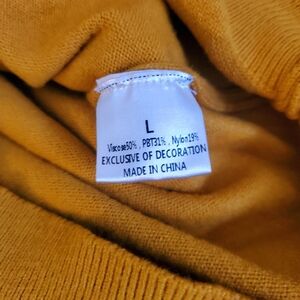 L
Viscose50% , PBT31% , Nylon19%
EXCLUSIVE OF DECORATION
MADE IN CHINA